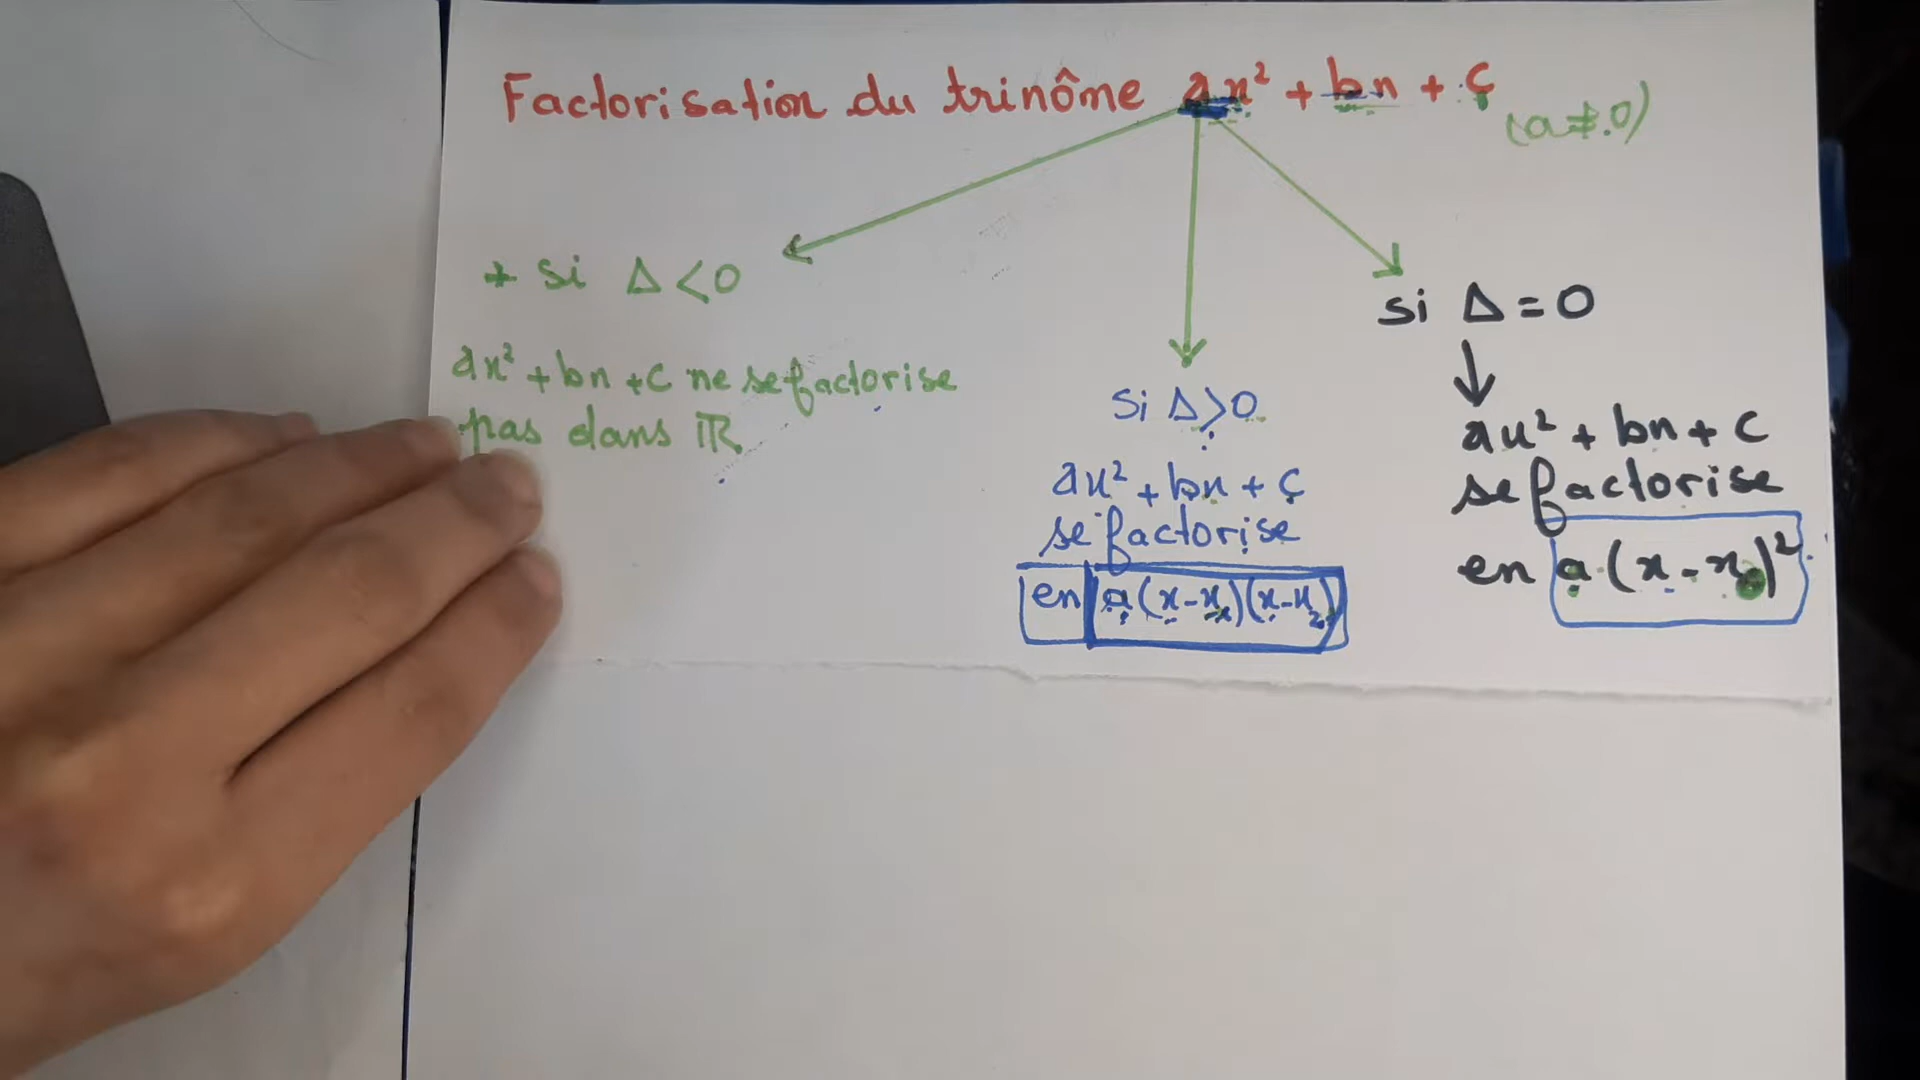 Factorisation du trinôme ax² + bx + c
(a ≠ 0)
* si Δ < 0
ax² + bx + c ne se factorise
pas dans ℝ
si Δ > 0
ax² + bx + c
se factorise
en a(x - x₁)(x - x₂)
si Δ = 0
ax² + bx + c
se factorise
en a(x - x₀)²